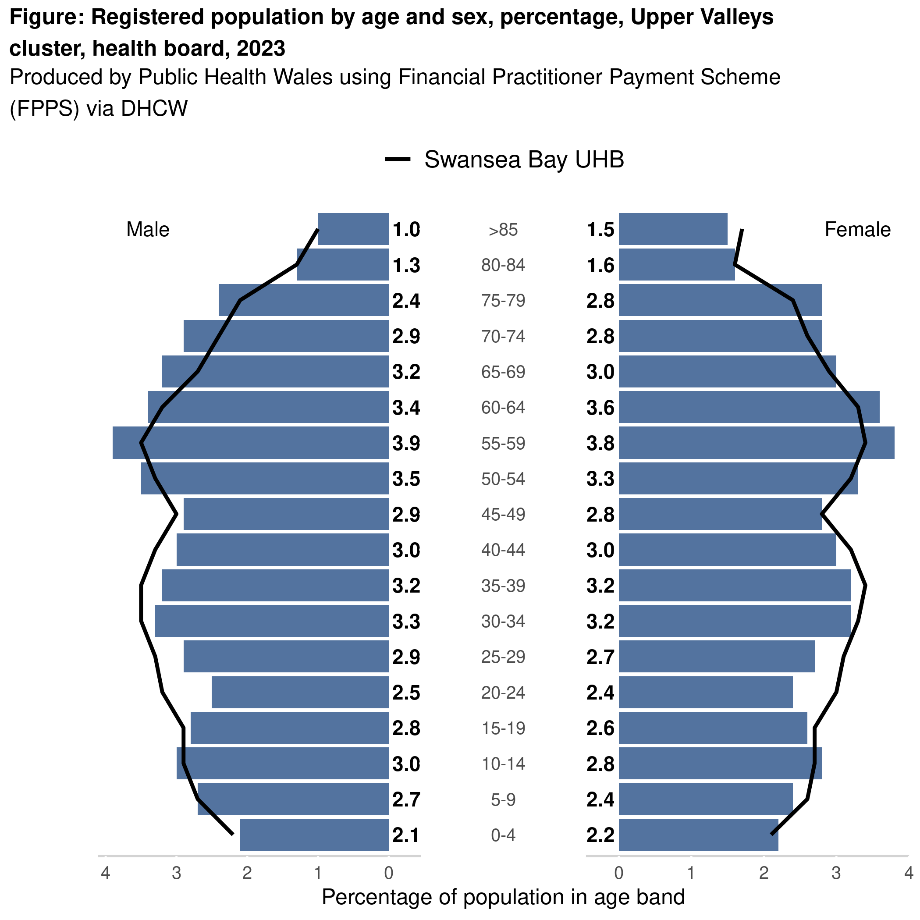 Figure: Registered population by age and sex, percentage, Upper Valleys
cluster, health board, 2023
Produced by Public Health Wales using Financial Practitioner Payment Scheme
(FPPS) via DHCW
Swansea Bay UHB
Male 1.0 >85 1.5 Female
1.3 80-84 1.6
2.4 75-79 2.8
2.9 70-74 2.8
3.2 65-69 3.0
3.4 60-64 3.6
3.9 55-59 3.8
3.5 50-54 3.3
2.9 45-49 2.8
3.0 40-44 3.0
3.2 35-39 3.2
3.3 30-34 3.2
2.9 25-29 2.7
2.5 20-24 2.4
2.8 15-19 2.6
3.0 10-14 2.8
2.7 5-9 2.4
2.1 0-4 2.2
4 3 2 1 0 0 1 2 3 4
Percentage of population in age band